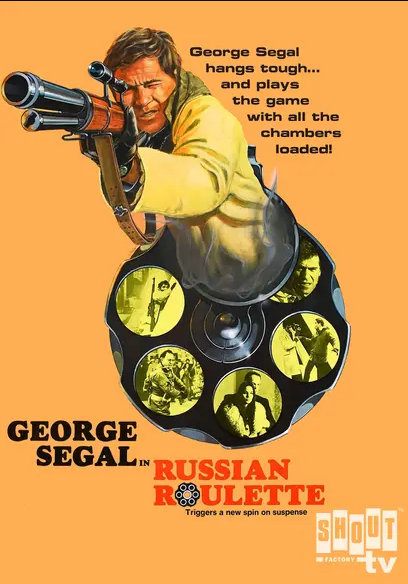 George Segal
hangs tough...
and plays
the game
with all the
chambers
loaded!
GEORGE
SEGAL IN RUSSIAN
ROULETTE
Triggers a new spin on suspense
SHOUT
FACTORY tv